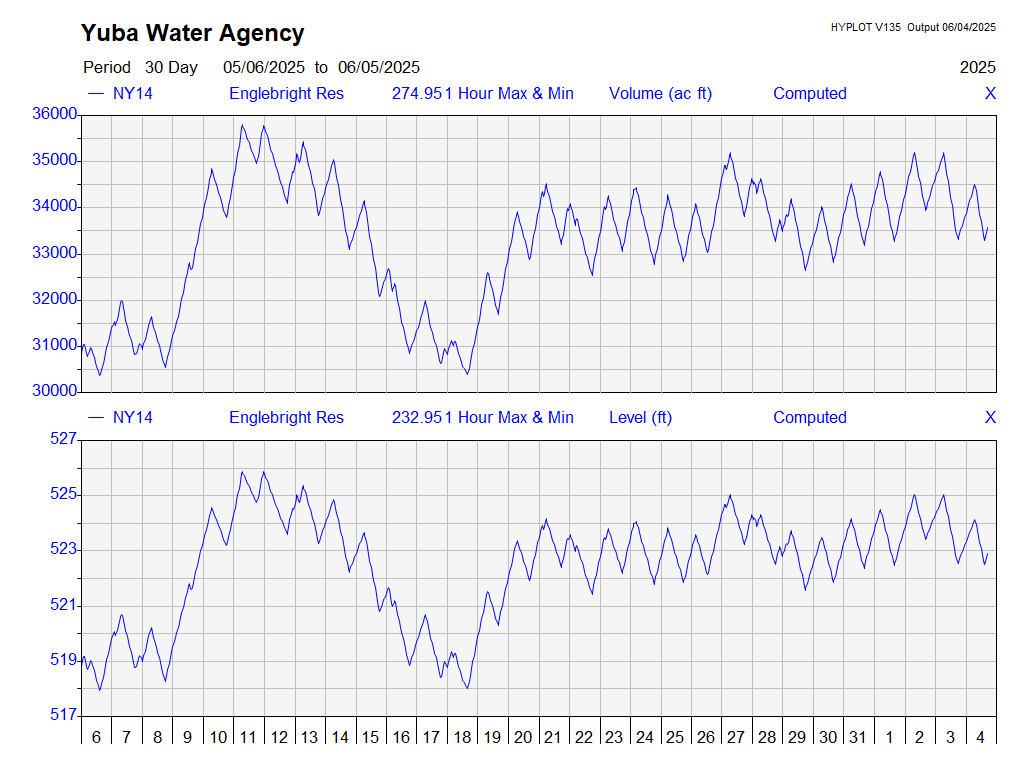 Yuba Water Agency
HYPLOT V135 Output 06/04/2025
Period 30 Day 05/06/2025 to 06/05/2025 2025
NY14 Englebright Res 274.951 Hour Max & Min Volume (ac ft) Computed X
36000
35000
34000
33000
32000
31000
30000
NY14 Englebright Res 232.951 Hour Max & Min Level (ft) Computed X
527
525
523
521
519
517
6 7 8 9 10 11 12 13 14 15 16 17 18 19 20 21 22 23 24 25 26 27 28 29 30 31 1 2 3 4